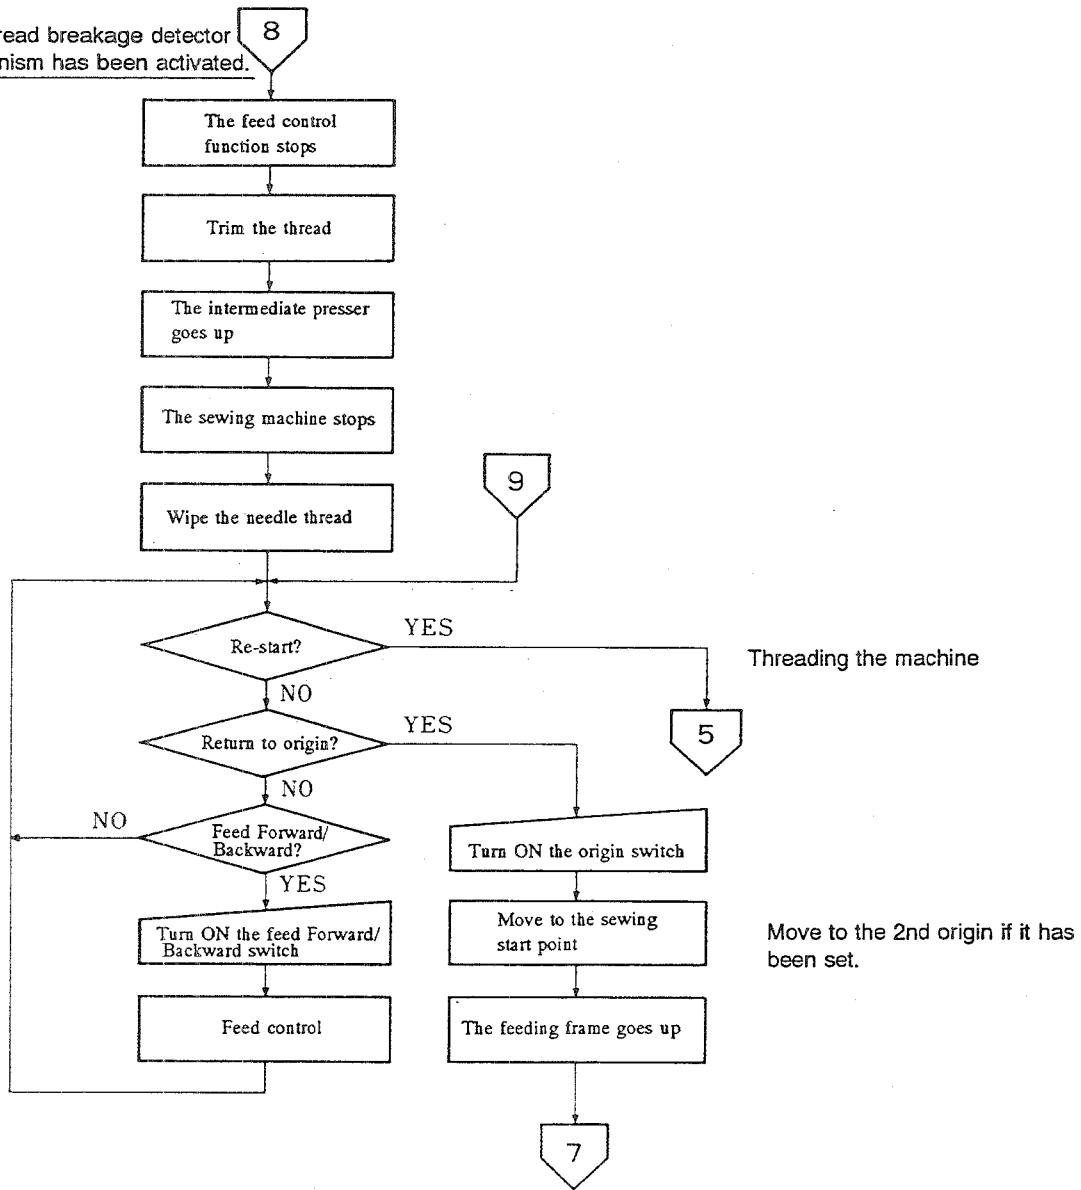 read breakage detector
nism has been activated.
8
The feed control
function stops
Trim the thread
The intermediate presser
goes up
The sewing machine stops
Wipe the needle thread
9
Re-start?
YES
Threading the machine
NO
5
Return to origin?
YES
NO
Feed Forward/
Backward?
NO
YES
Turn ON the origin switch
Turn ON the feed Forward/
Backward switch
Move to the sewing
start point
Move to the 2nd origin if it has
been set.
Feed control
The feeding frame goes up
7